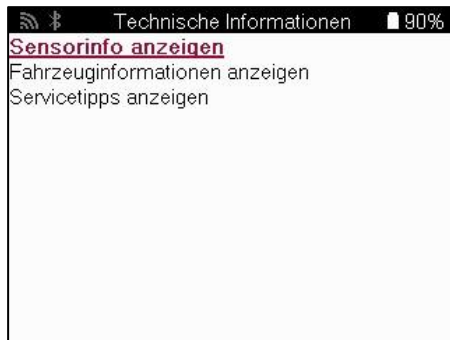 Technische Informationen 90%
Sensorinfo anzeigen
Fahrzeuginformationen anzeigen
Servicetipps anzeigen